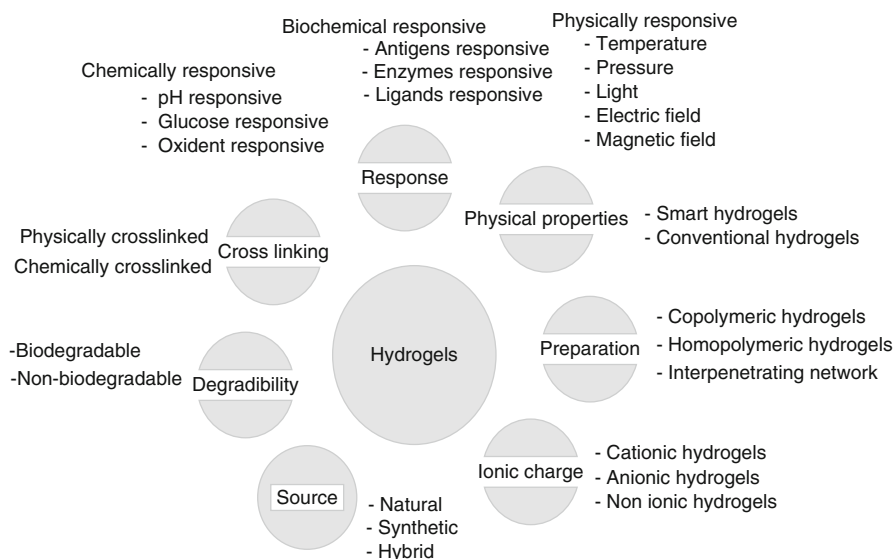 Biochemical responsive
- Antigens responsive
- Enzymes responsive
- Ligands responsive
Physically responsive
- Temperature
- Pressure
- Light
- Electric field
- Magnetic field
Chemically responsive
- pH responsive
- Glucose responsive
- Oxident responsive
Response
Physical properties
- Smart hydrogels
- Conventional hydrogels
Physically crosslinked
Chemically crosslinked
Cross linking
Hydrogels
Preparation
- Copolymeric hydrogels
- Homopolymeric hydrogels
- Interpenetrating network
-Biodegradable
-Non-biodegradable
Degradibility
Ionic charge
- Cationic hydrogels
- Anionic hydrogels
- Non ionic hydrogels
Source
- Natural
- Synthetic
- Hybrid